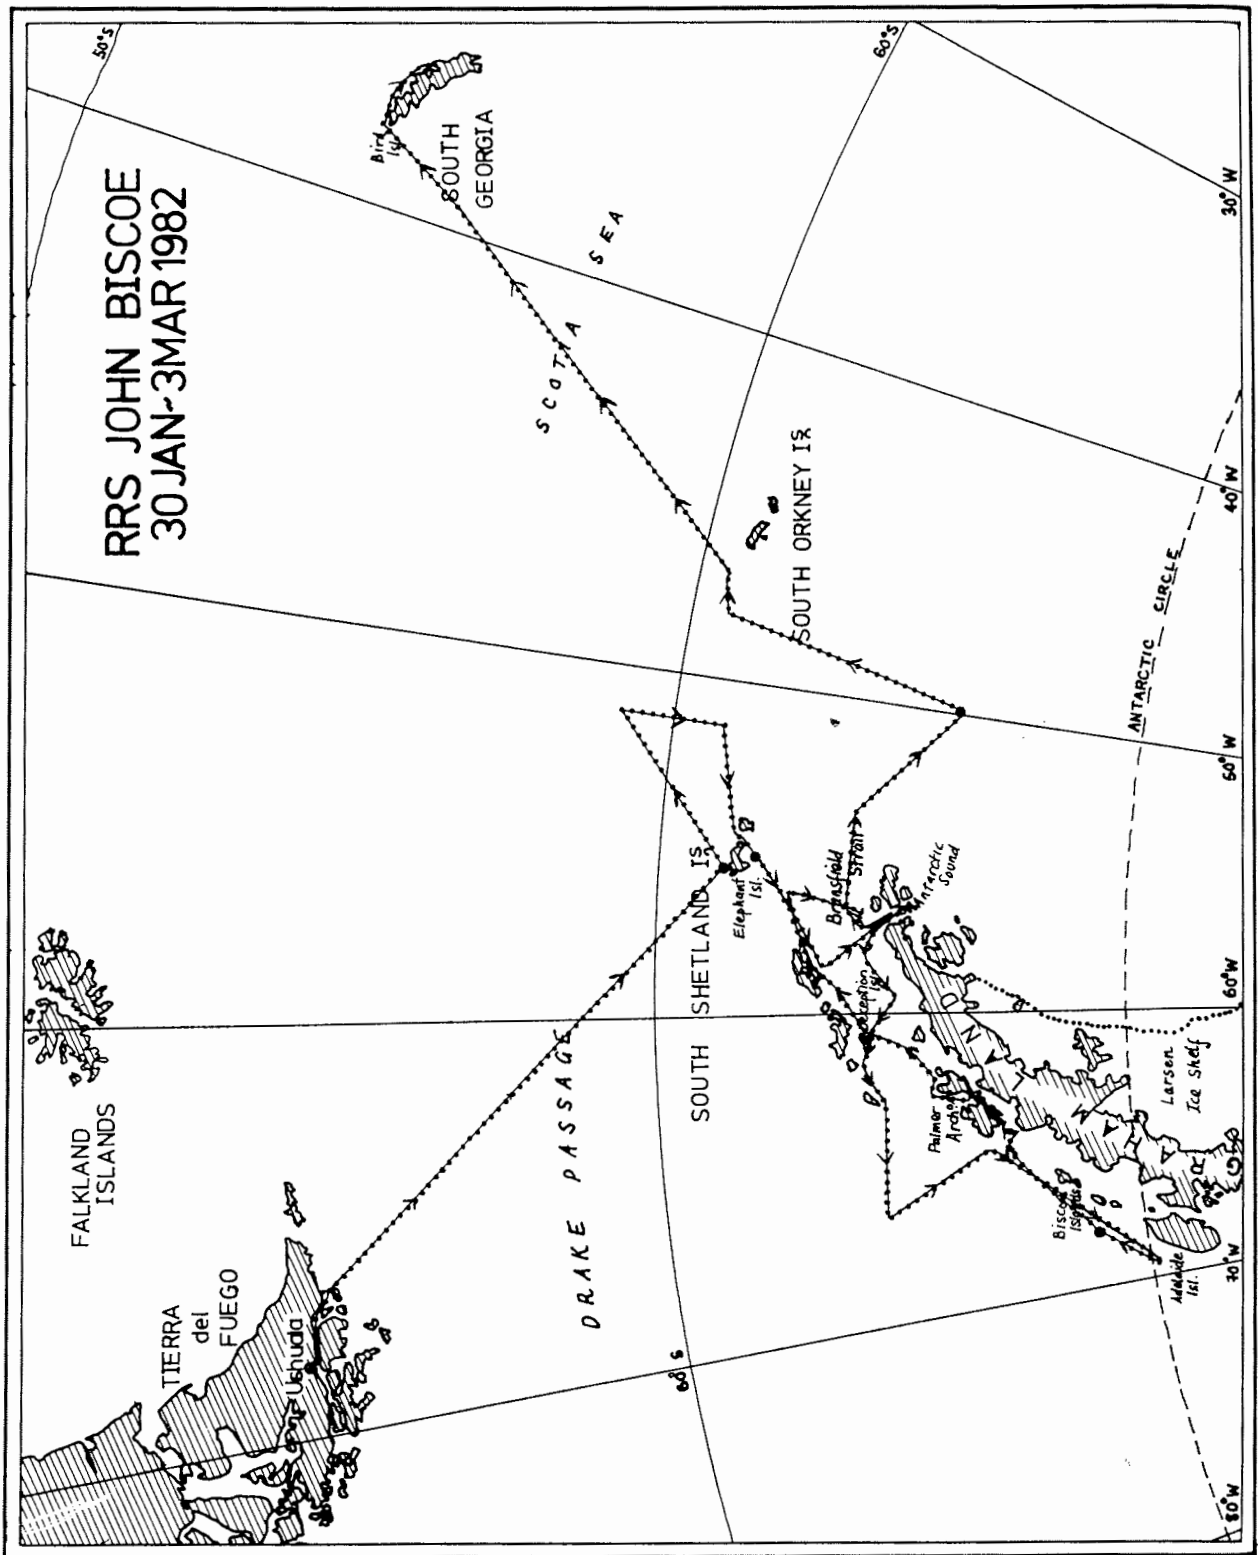 RRS JOHN BISCOE
30 JAN-3MAR 1982
50°S
60°S
FALKLAND
ISLANDS
TIERRA
del
FUEGO
Ushuaia
DRAKE PASSAGE
SCOTIA SEA
Bird
Isl.
SOUTH
GEORGIA
SOUTH ORKNEY IS
SOUTH SHETLAND IS
Elephant
Isl.
Bransfield
Strait
Antarctic
Sound
Deception
Isl.
Palmer
Arch.
Biscoe
Islands
Adelaide
Isl.
Larsen
Ice Shelf
ANTARCTIC CIRCLE
60°S
80°W
70°W
60°W
50°W
40°W
30°W